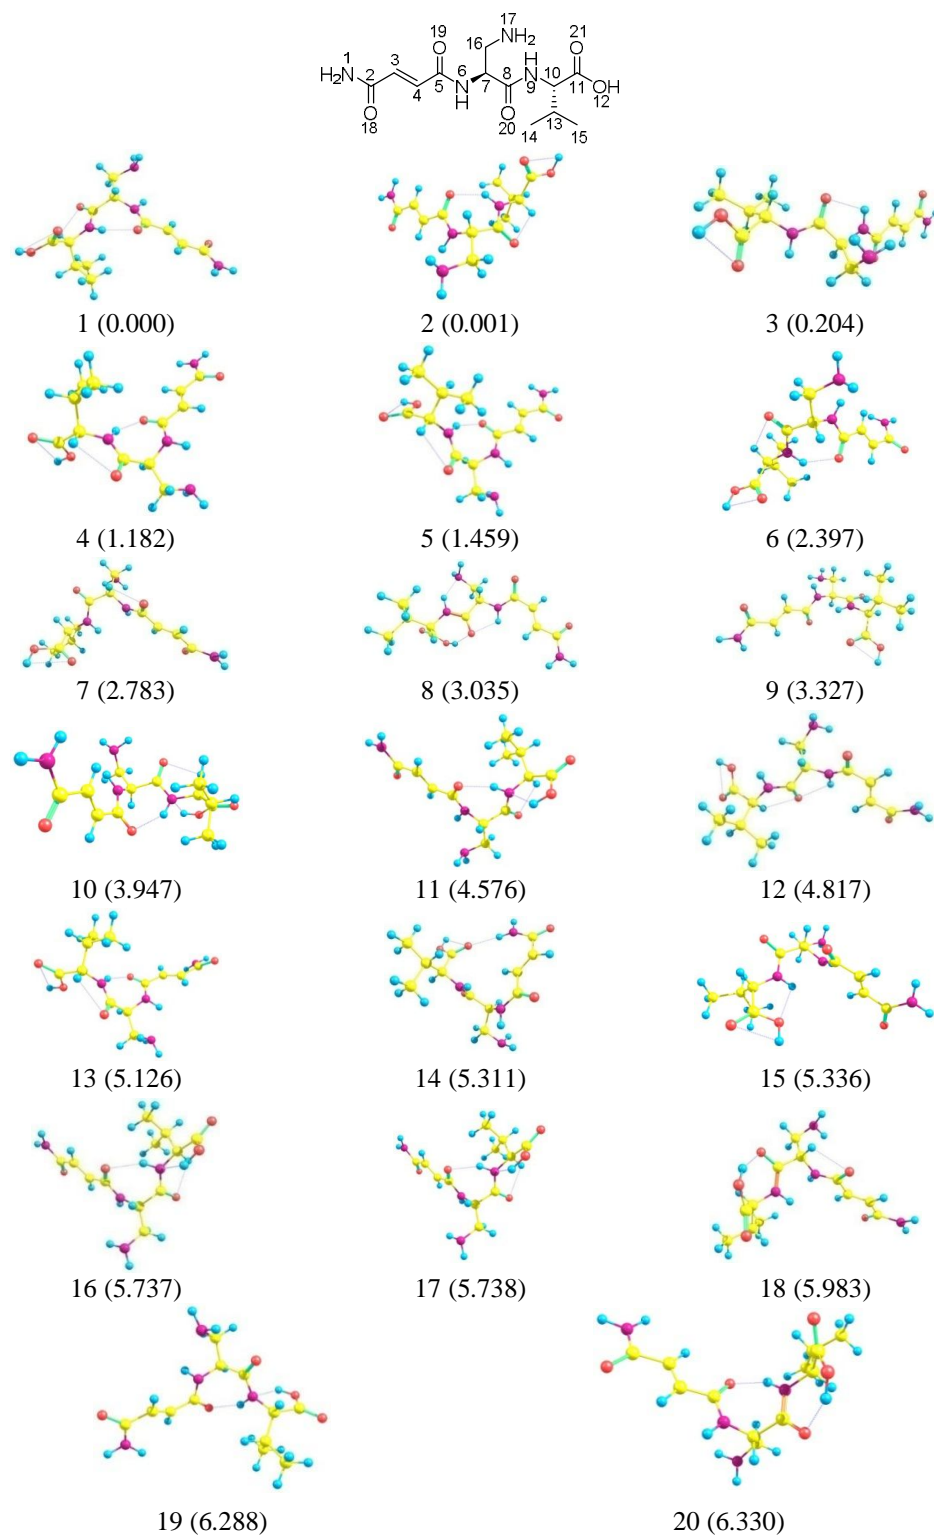 17
19 NH2 21
16
O H O
1 3 6 N 10
H2N 2 4 5 N 7 8 9 11 OH
H 12
O O 13
18 20 14 15
1 (0.000) 2 (0.001) 3 (0.204)
4 (1.182) 5 (1.459) 6 (2.397)
7 (2.783) 8 (3.035) 9 (3.327)
10 (3.947) 11 (4.576) 12 (4.817)
13 (5.126) 14 (5.311) 15 (5.336)
16 (5.737) 17 (5.738) 18 (5.983)
19 (6.288) 20 (6.330)